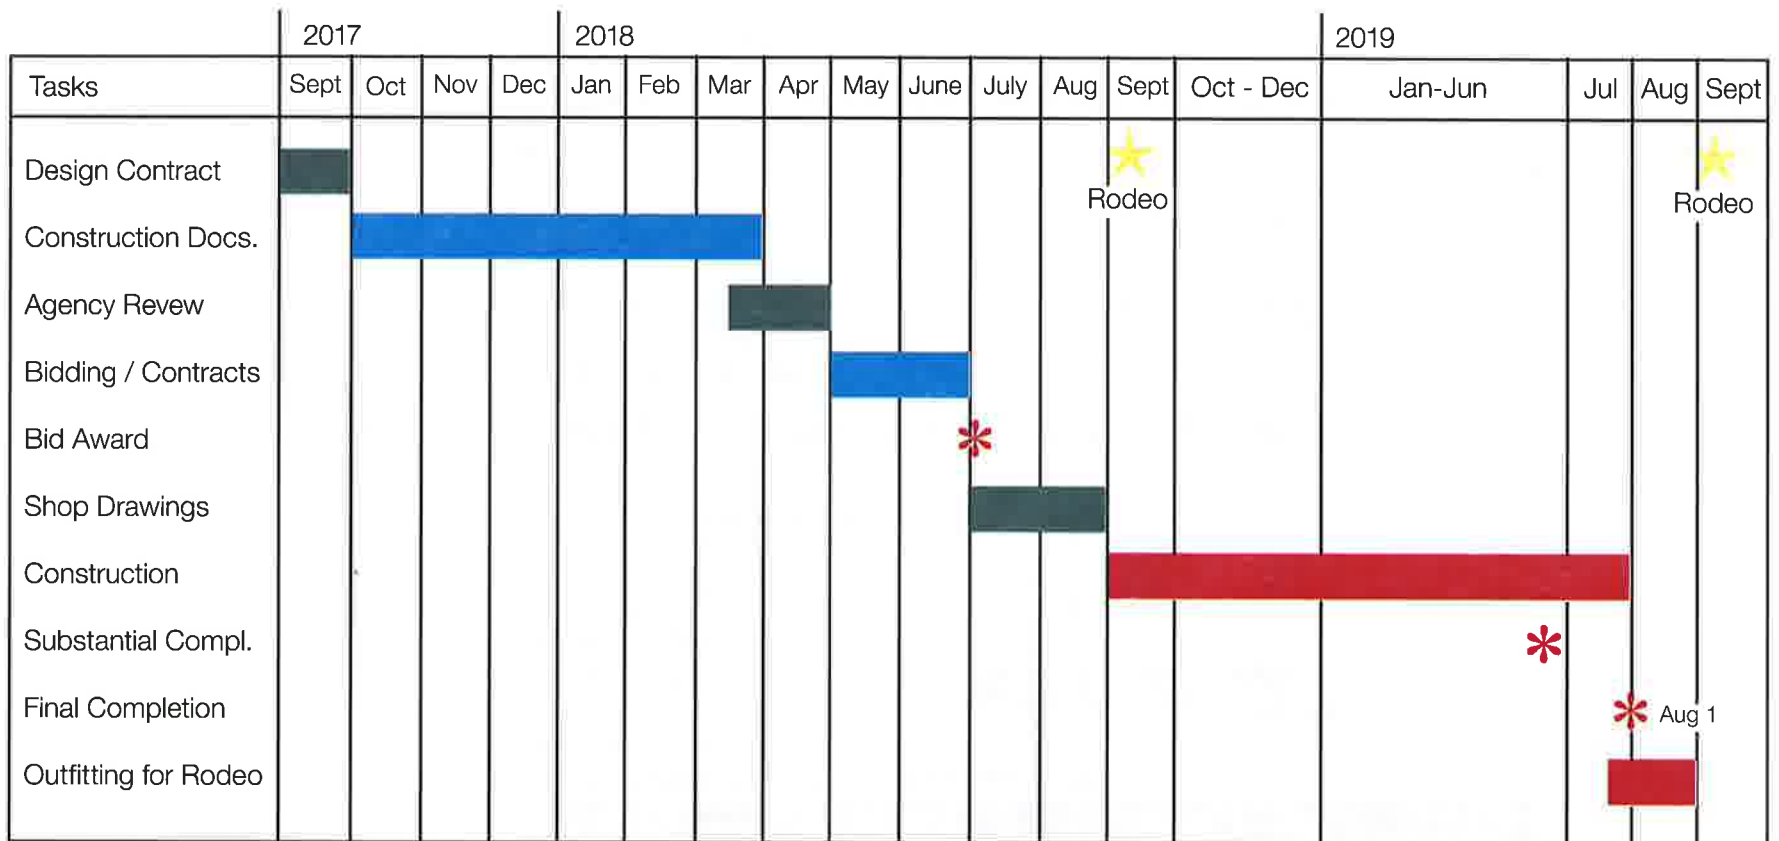 2017 2018 2019
Tasks Sept Oct Nov Dec Jan Feb Mar Apr May June July Aug Sept Oct - Dec Jan-Jun Jul Aug Sept
Design Contract
Rodeo Rodeo
Construction Docs.
Agency Revew
Bidding / Contracts
Bid Award
Shop Drawings
Construction
Substantial Compl.
Final Completion Aug 1
Outfitting for Rodeo